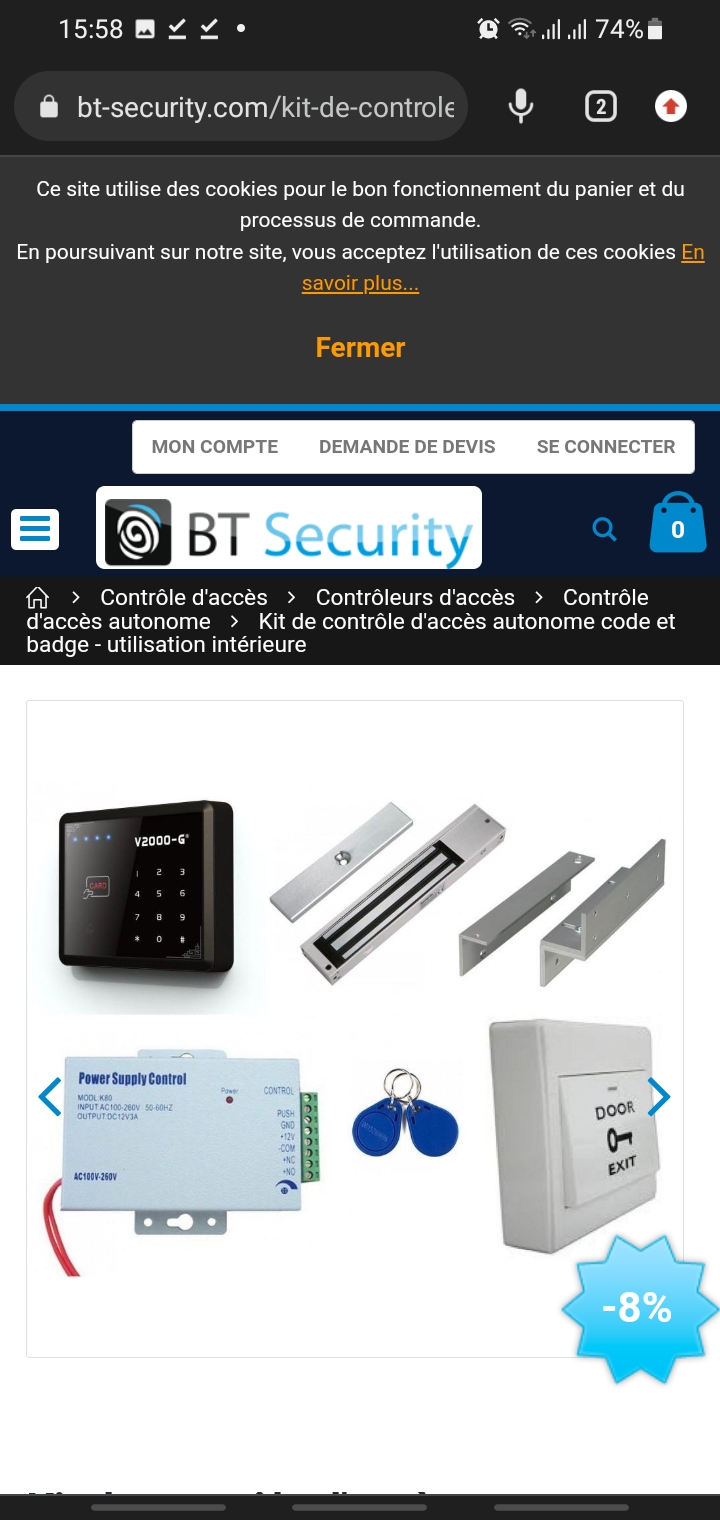 15:58
74%
bt-security.com/kit-de-controle
2
Ce site utilise des cookies pour le bon fonctionnement du panier et du
processus de commande.
En poursuivant sur notre site, vous acceptez l'utilisation de ces cookies En
savoir plus...
Fermer
MON COMPTE DEMANDE DE DEVIS SE CONNECTER
BT Security
0
> Contrôle d'accès > Contrôleurs d'accès > Contrôle
d'accès autonome > Kit de contrôle d'accès autonome code et
badge - utilisation intérieure
V2000-G
CARD
1 2 3
4 5 6
7 8 9
* 0 #
Power Supply Control
MODL:K80
INPUT:AC100-260V 50-60HZ
OUTPUT:DC12V3A
Power
CONTROL
PUSH
GND
+12V
-COM
+NC
+NO
AC100V-260V
DOOR
EXIT
-8%